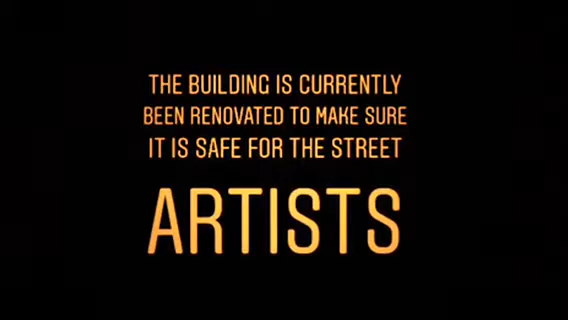 THE BUILDING IS CURRENTLY
BEEN RENOVATED TO MAKE SURE
IT IS SAFE FOR THE STREET
ARTISTS